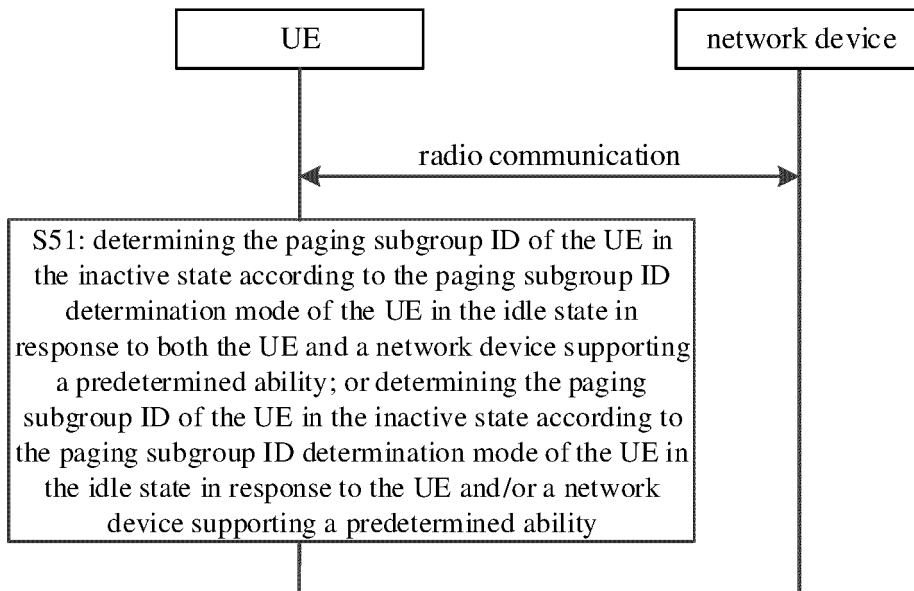 UE
network device
radio communication
S51: determining the paging subgroup ID of the UE in
the inactive state according to the paging subgroup ID
determination mode of the UE in the idle state in
response to both the UE and a network device supporting
a predetermined ability; or determining the paging
subgroup ID of the UE in the inactive state according to
the paging subgroup ID determination mode of the UE in
the idle state in response to the UE and/or a network
device supporting a predetermined ability